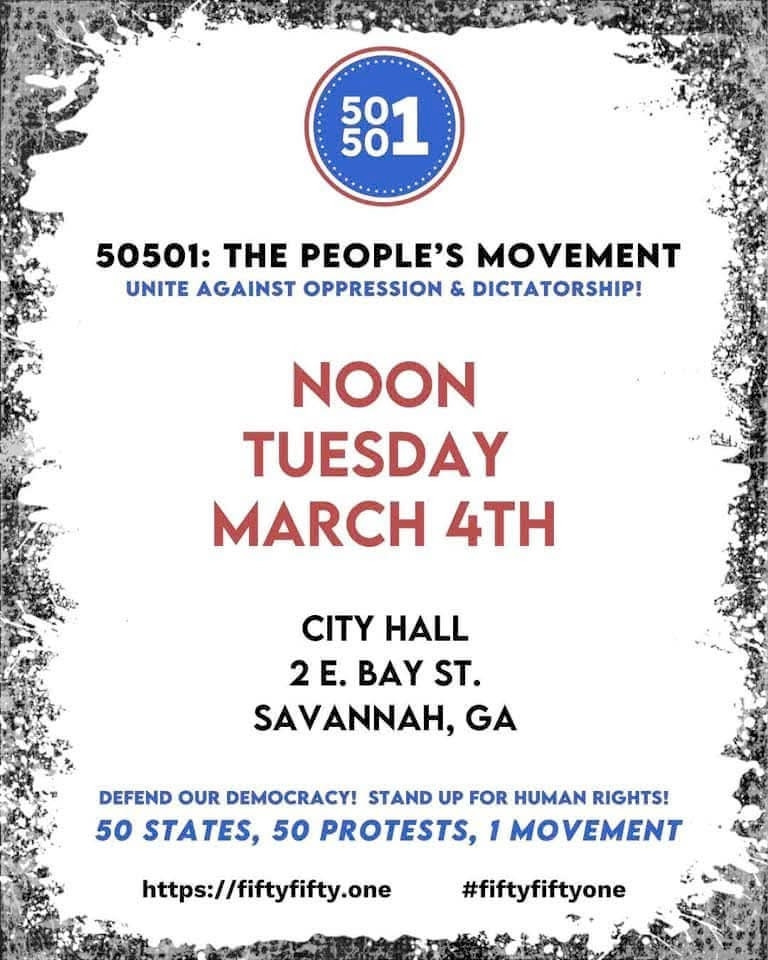 50
50
1
50501: THE PEOPLE'S MOVEMENT
UNITE AGAINST OPPRESSION & DICTATORSHIP!
NOON
TUESDAY
MARCH 4TH
CITY HALL
2 E. BAY ST.
SAVANNAH, GA
DEFEND OUR DEMOCRACY! STAND UP FOR HUMAN RIGHTS!
50 STATES, 50 PROTESTS, 1 MOVEMENT
https://fiftyfifty.one #fiftyfiftyone